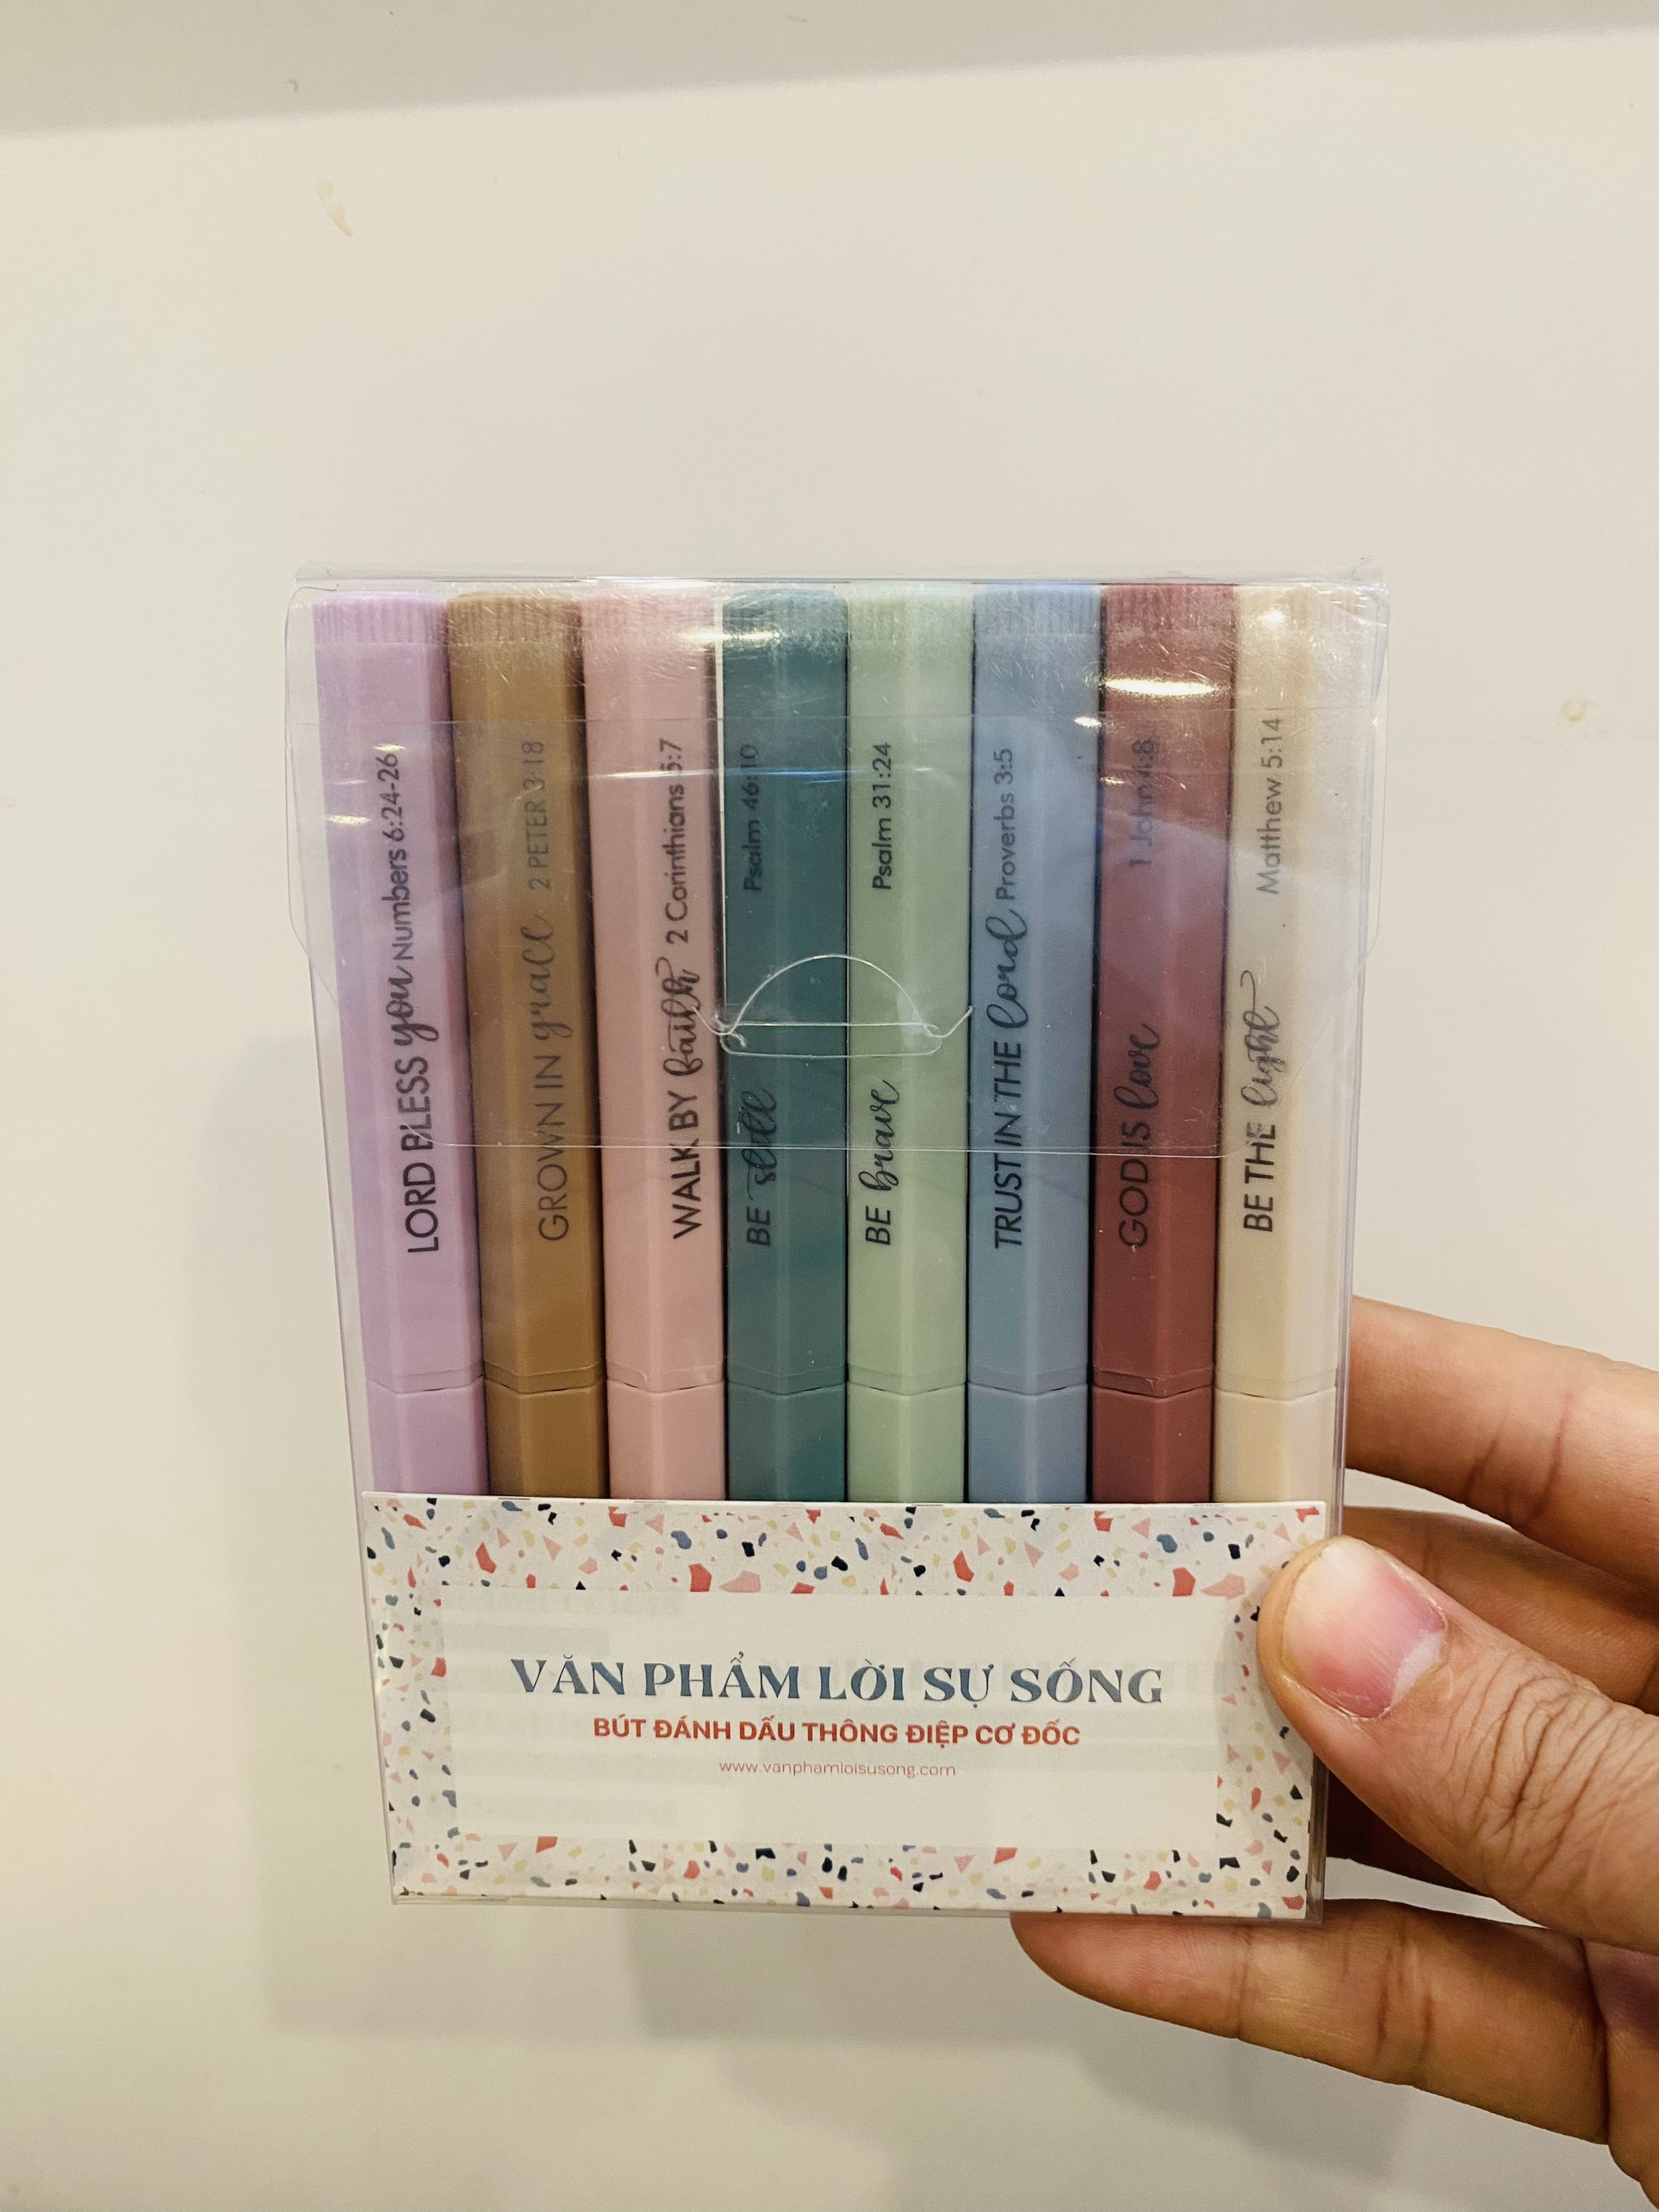 LORD BLESS you Numbers 6:24-26
GROWN IN grace 2 PETER 3:18
WALK BY faith 2 Corinthians 5:7
BE still Psalm 46:10
BE brave Psalm 31:24
TRUST IN THE Lord Proverbs 3:5
GOD IS love 1 John 4:8
BE THE light Matthew 5:14
VĂN PHẨM LỜI SỰ SỐNG
BÚT ĐÁNH DẤU THÔNG ĐIỆP CƠ ĐỐC
www.vanphamloisusong.com